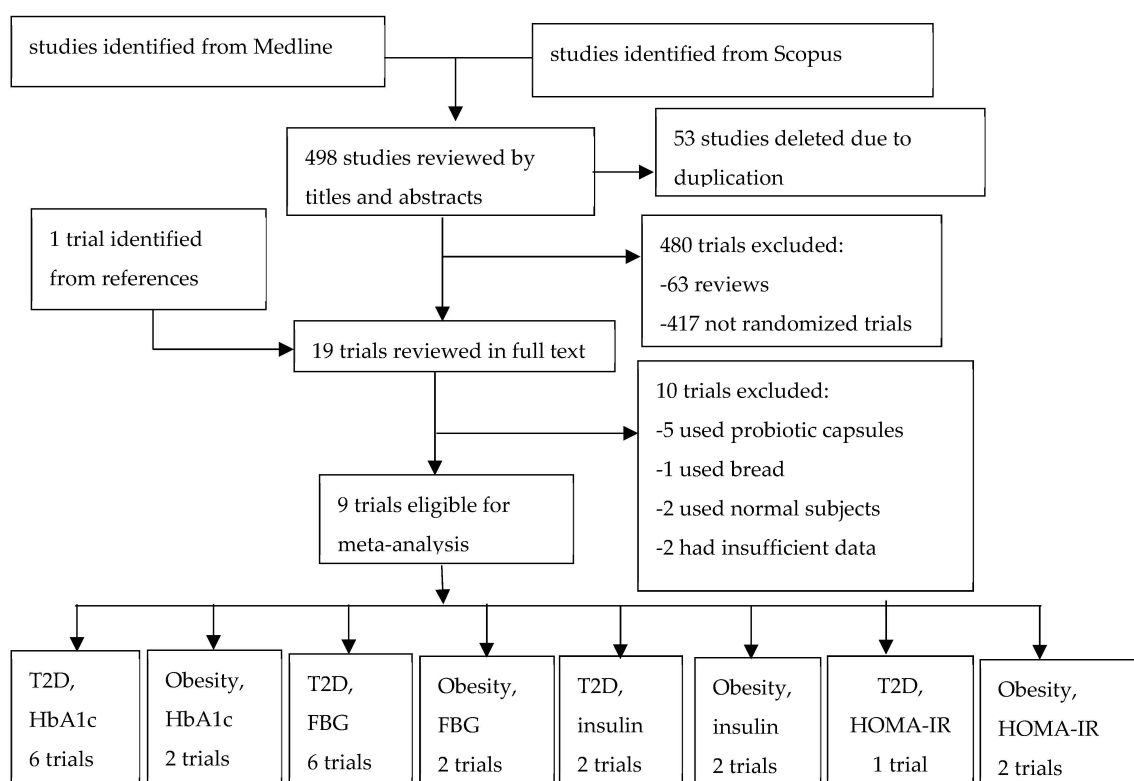 studies identified from Medline
studies identified from Scopus
498 studies reviewed by
titles and abstracts
53 studies deleted due to
duplication
1 trial identified
from references
480 trials excluded:
-63 reviews
-417 not randomized trials
19 trials reviewed in full text
10 trials excluded:
-5 used probiotic capsules
-1 used bread
-2 used normal subjects
-2 had insufficient data
9 trials eligible for
meta-analysis
T2D,
HbA1c
6 trials
Obesity,
HbA1c
2 trials
T2D,
FBG
6 trials
Obesity,
FBG
2 trials
T2D,
insulin
2 trials
Obesity,
insulin
2 trials
T2D,
HOMA-IR
1 trial
Obesity,
HOMA-IR
2 trials